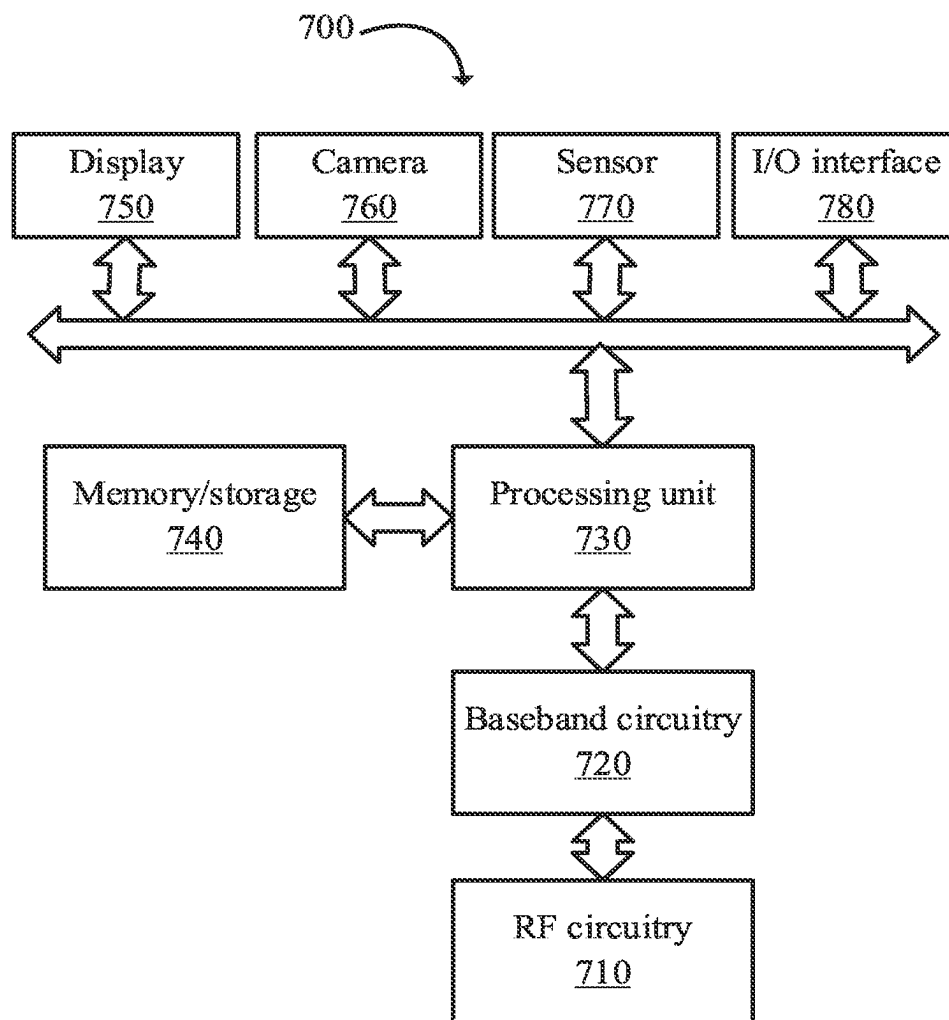 700
Display
750
Camera
760
Sensor
770
I/O interface
780
Memory/storage
740
Processing unit
730
Baseband circuitry
720
RF circuitry
710